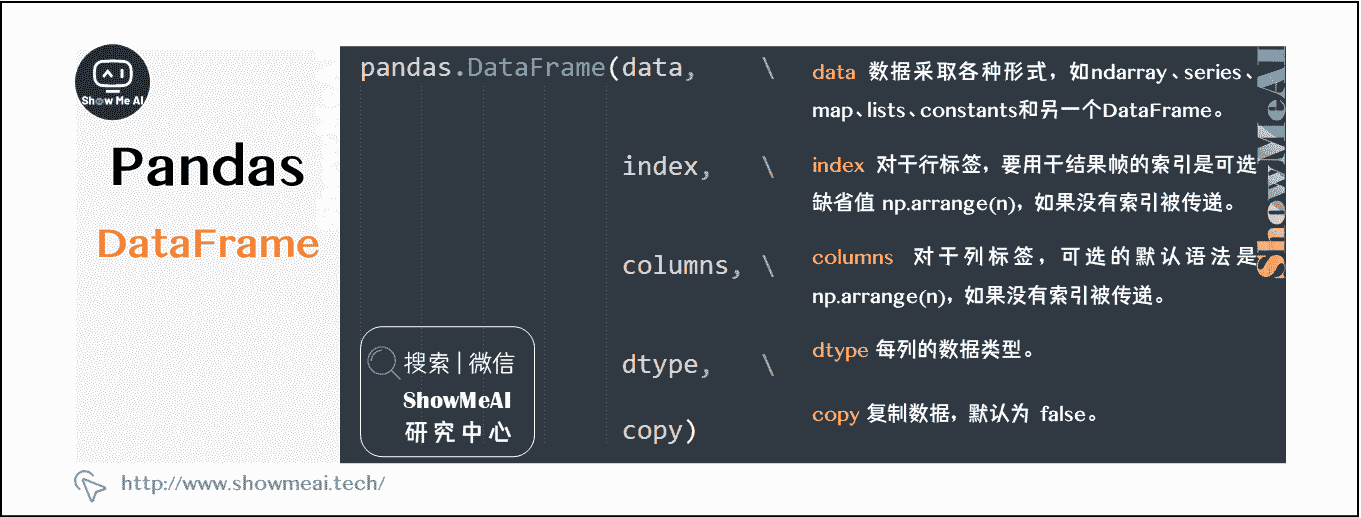 Show Me AI
Pandas
DataFrame
pandas.DataFrame(data, \
index, \
columns, \
dtype, \
copy)
data 数据采取各种形式，如ndarray、series、
map、lists、constants和另一个DataFrame。
index 对于行标签，要用于结果帧的索引是可选
缺省值 np.arrange(n)，如果没有索引被传递。
columns 对于列标签，可选的默认语法是
np.arrange(n)，如果没有索引被传递。
dtype 每列的数据类型。
copy 复制数据，默认为 false。
搜索 | 微信
ShowMeAI
研究中心
ShowMeAI
http://www.showmeai.tech/